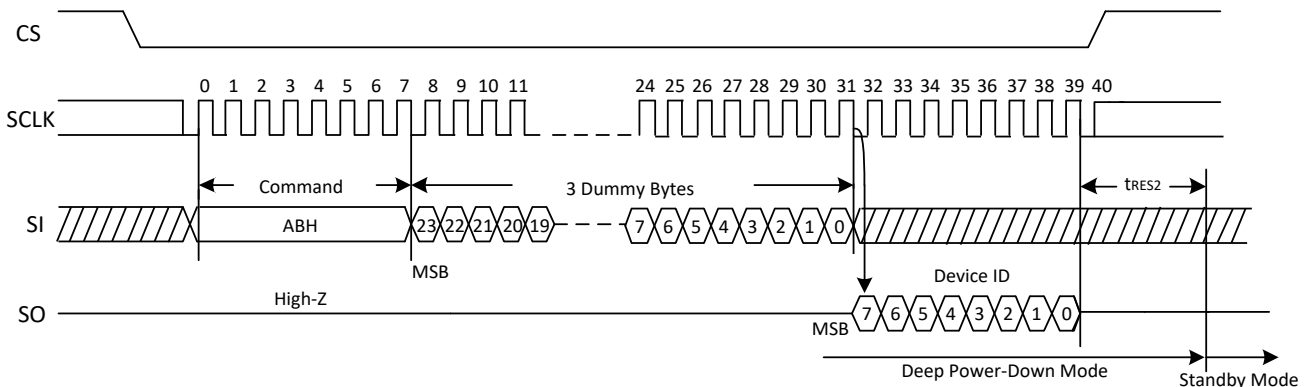 CS
0 1 2 3 4 5 6 7 8 9 10 11 24 25 26 27 28 29 30 31 32 33 34 35 36 37 38 39 40
SCLK
Command 3 Dummy Bytes tRES2
SI ABH 23 22 21 20 19 7 6 5 4 3 2 1 0
MSB Device ID
High-Z
SO 7 6 5 4 3 2 1 0
MSB
Deep Power-Down Mode Standby Mode